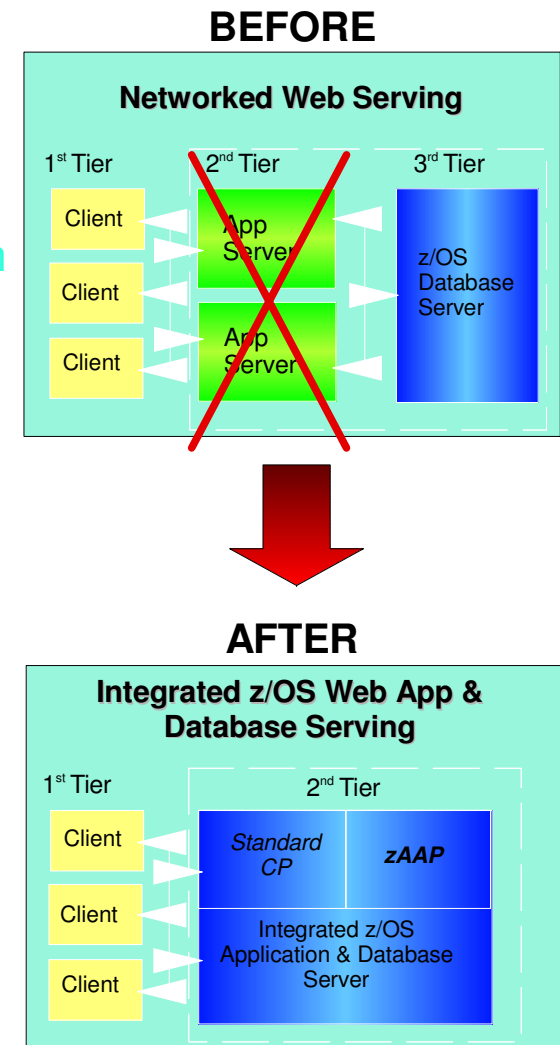 BEFORE
Networked Web Serving
1st Tier
2nd Tier
3rd Tier
Client
Client
Client
App
Server
App
Server
z/OS
Database
Server
n
AFTER
Integrated z/OS Web App &
Database Serving
1st Tier
2nd Tier
Client
Client
Client
Standard
CP
zAAP
Integrated z/OS
Application & Database
Server